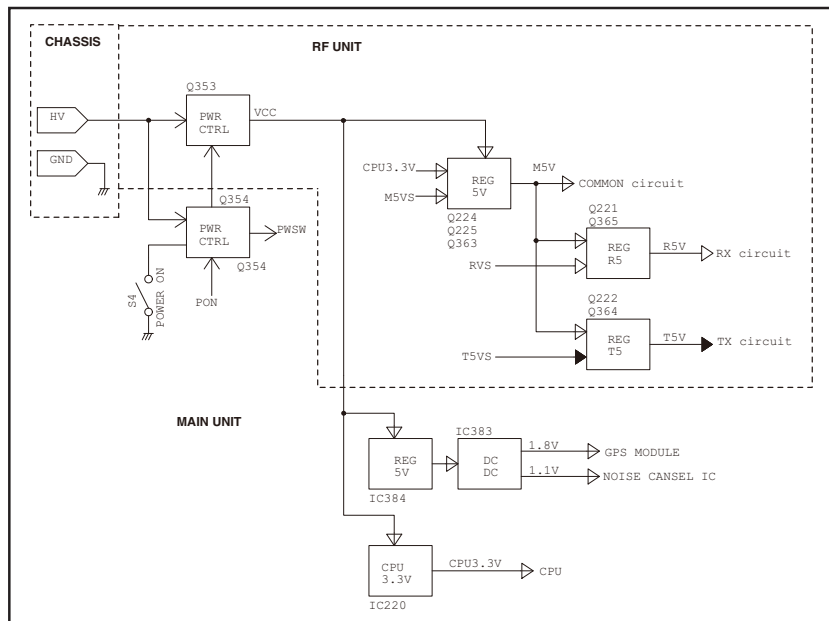 CHASSIS
RF UNIT
Q353
HV
PWR
CTRL
VCC
GND
Q354
PWR
CTRL
PWSW
Q354
S4
POWER ON
PON
CPU3.3V
M5VS
REG
5V
M5V
COMMON circuit
Q224
Q225
Q363
Q221
Q365
RVS
REG
R5
R5V
RX circuit
Q222
Q364
T5VS
REG
T5
T5V
TX circuit
MAIN UNIT
REG
5V
IC384
IC383
DC
DC
1.8V
GPS MODULE
1.1V
NOISE CANSEL IC
CPU
3.3V
IC220
CPU3.3V
CPU